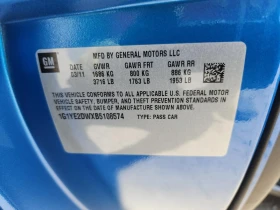 GM
MFD BY GENERAL MOTORS LLC
DATE GVWR GAWR FRT GAWR RR
03/11 1686 KG 800 KG 886 KG
3716 LB 1763 LB 1953 LB
THIS VEHICLE CONFORMS TO ALL APPLICABLE U.S. FEDERAL
MOTOR VEHICLE SAFETY, BUMPER, AND THEFT PREVENTION
STANDARDS IN EFFECT ON THE DATE
OF MANUFACTURE SHOWN ABOVE.
1G1YE2DWXB5108574 TYPE: PASS CAR